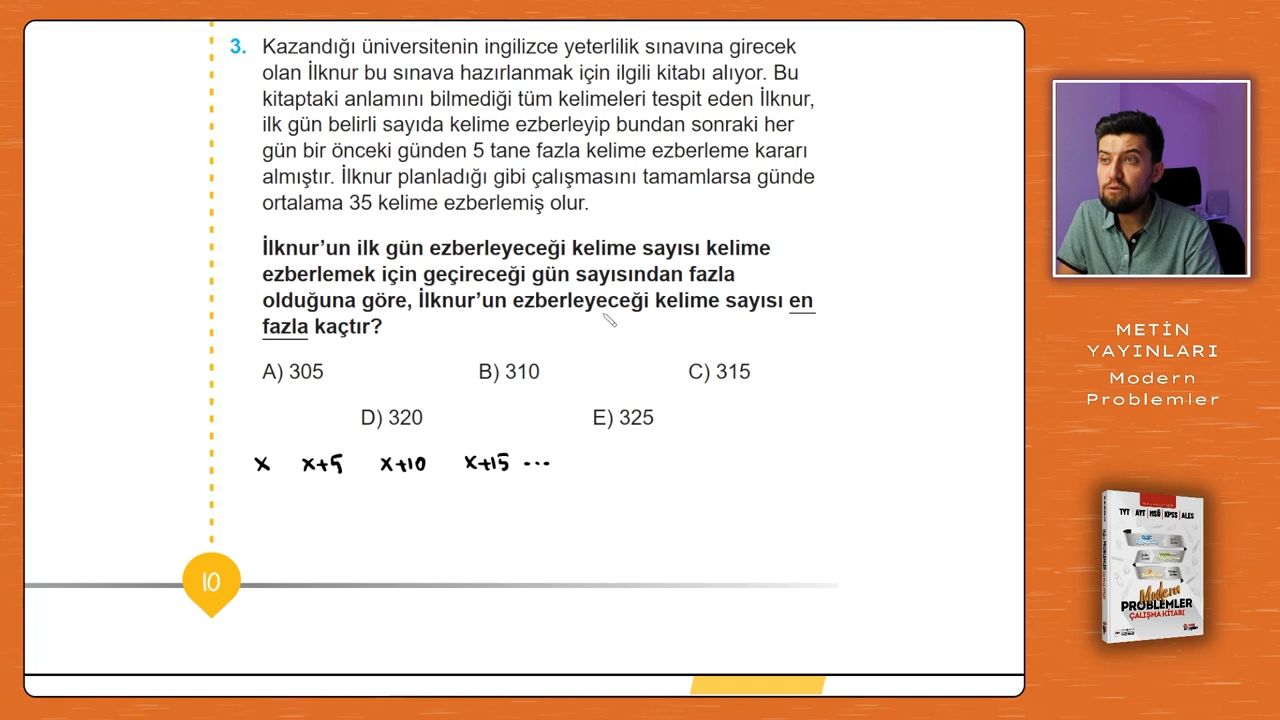 3. Kazandığı üniversitenin ingilizce yeterlilik sınavına girecek
olan İlknur bu sınava hazırlanmak için ilgili kitabı alıyor. Bu
kitaptaki anlamını bilmediği tüm kelimeleri tespit eden İlknur,
ilk gün belirli sayıda kelime ezberleyip bundan sonraki her
gün bir önceki günden 5 tane fazla kelime ezberleme kararı
almıştır. İlknur panladığı gibi çalışmasını tamamlarsa günde
ortalama 35 kelime ezberlemiş olur.
İlknur’un ilk gün ezberleyeceği kelime sayısı kelime
ezberlemek için geçireceği gün sayısından fazla
olduğuna göre, İlknur’un ezberleyeceği kelime sayısı en
fazla kaçtır?
A) 305 B) 310 C) 315
D) 320 E) 325
x x+5 x+10 x+15 ...
10
METİN
YAYINLARI
Modern
Problemler
TYT AYT MSÜ KPSS ALES
Modern
PROBLEMLER
ÇALIŞMA KİTABI